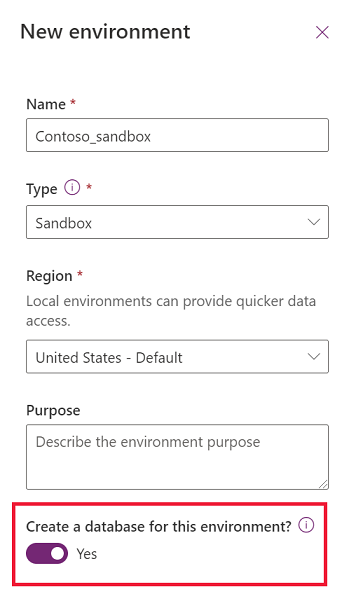 New environment
Name *
Contoso_sandbox
Type *
Sandbox
Region *
Local environments can provide quicker data
access.
United States - Default
Purpose
Describe the environment purpose
Create a database for this environment?
Yes